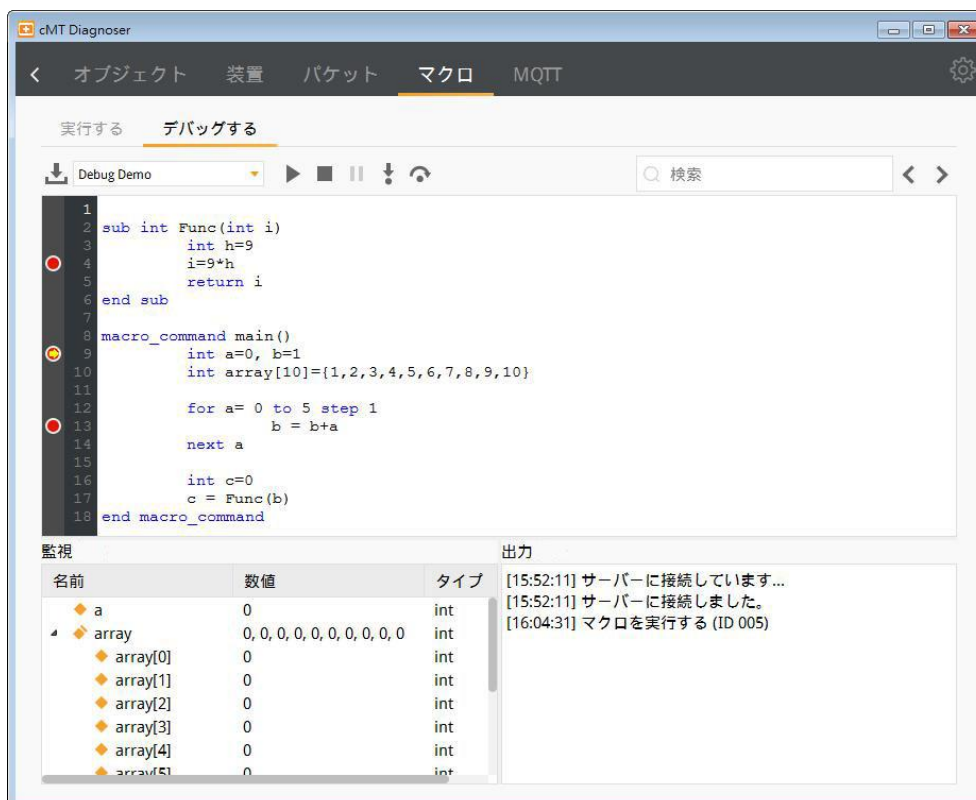 cMT Diagnoser
オブジェクト 装置 パケット マクロ MQTT
実行する デバッグする
Debug Demo 検索
1
2 sub int Func(int i)
3 int h=9
4 i=9*h
5 return i
6 end sub
7
8 macro_command main()
9 int a=0, b=1
10 int array[10]={1,2,3,4,5,6,7,8,9,10}
11
12 for a= 0 to 5 step 1
13 b = b+a
14 next a
15
16 int c=0
17 c = Func(b)
18 end macro_command
監視
名前 数値 タイプ
a 0 int
array 0, 0, 0, 0, 0, 0, 0, 0, 0, 0 int
array[0] 0 int
array[1] 0 int
array[2] 0 int
array[3] 0 int
array[4] 0 int
array[5] 0 int
出力
[15:52:11] サーバーに接続しています...
[15:52:11] サーバーに接続しました。
[16:04:31] マクロを実行する (ID 005)